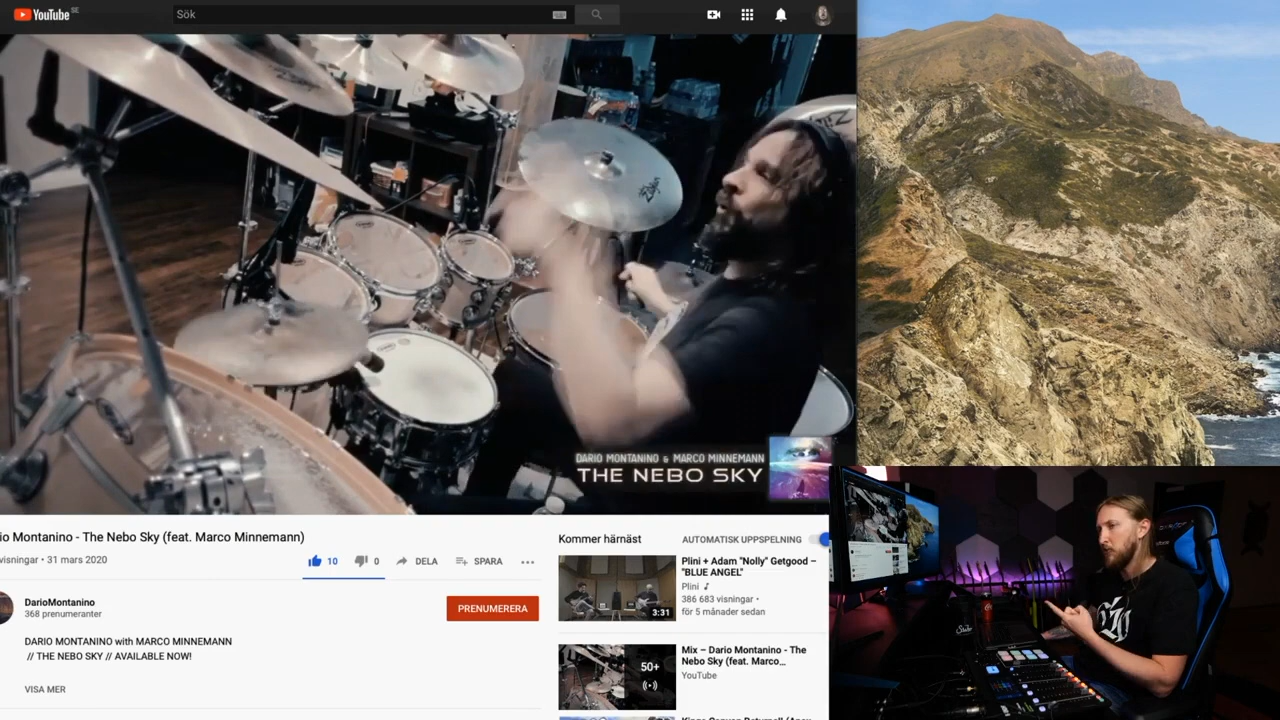 YouTube SE
Sök
DARIO MONTANINO & MARCO MINNEMANN
THE NEBO SKY
io Montanino - The Nebo Sky (feat. Marco Minnemann)
visningar • 31 mars 2020
10
0
DELA
SPARA
DarioMontanino
368 prenumeranter
PRENUMERERA
DARIO MONTANINO with MARCO MINNEMANN
// THE NEBO SKY // AVAILABLE NOW!
VISA MER
Kommer härnäst
AUTOMATISK UPPSPELNING
3:31
Plini + Adam "Nolly" Getgood –
"BLUE ANGEL"
Plini
386 683 visningar •
för 5 månader sedan
50+
Mix – Dario Montanino - The
Nebo Sky (feat. Marco...
YouTube